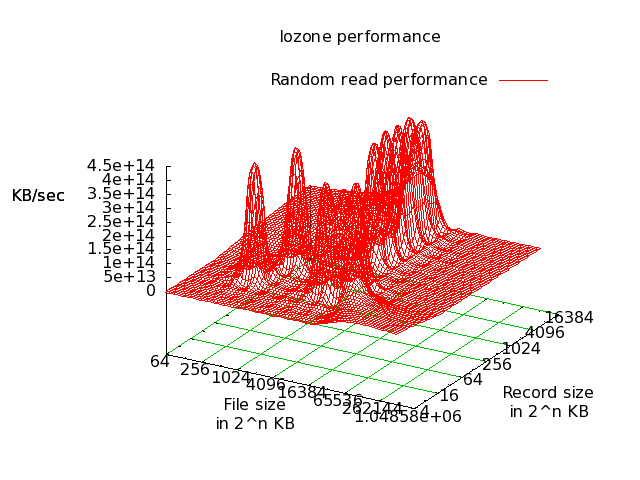 Iozone performance
Random read performance
KB/sec
4.5e+14
4e+14
3.5e+14
3e+14
2.5e+14
2e+14
1.5e+14
1e+14
5e+13
0
64
256
1024
4096
16384
65536
262144
1.04858e+06
File size
in 2^n KB
4
16
64
256
1024
4096
16384
Record size
in 2^n KB